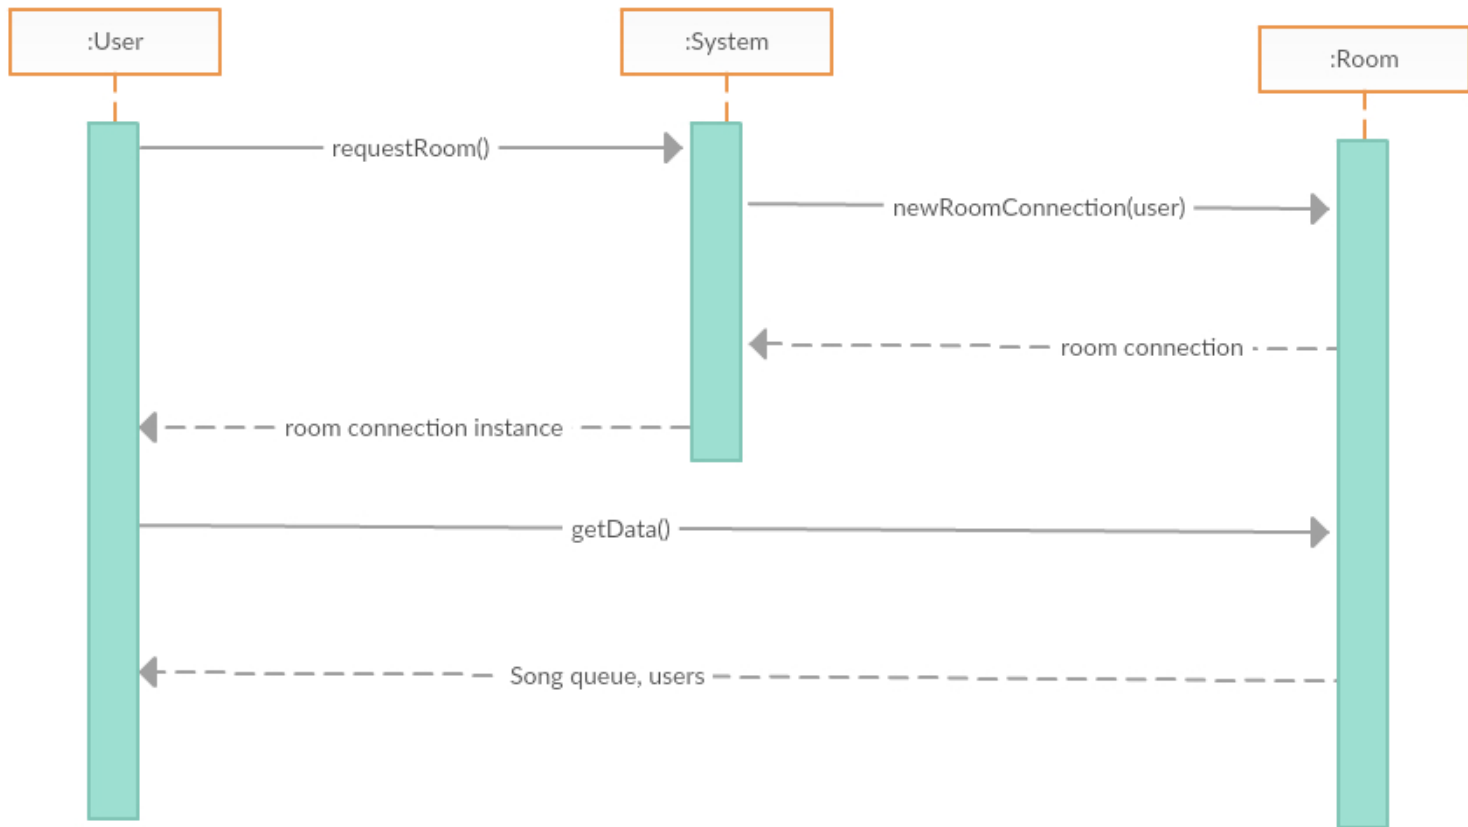 :User
:System
:Room
requestRoom()
newRoomConnection(user)
room connection
room connection instance
getData()
Song queue, users